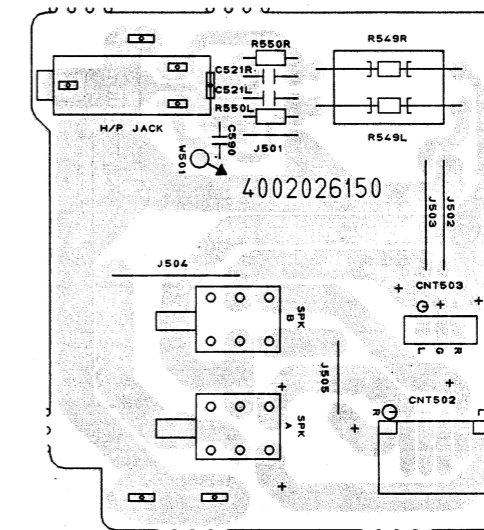 R550R
R549R
C521R
C521L
R550L
H/P JACK
C590
J501
R549L
W501
4002026150
J503
J502
J504
CNT503
SPK B
L G R
J505
CNT502
R
L
SPK A